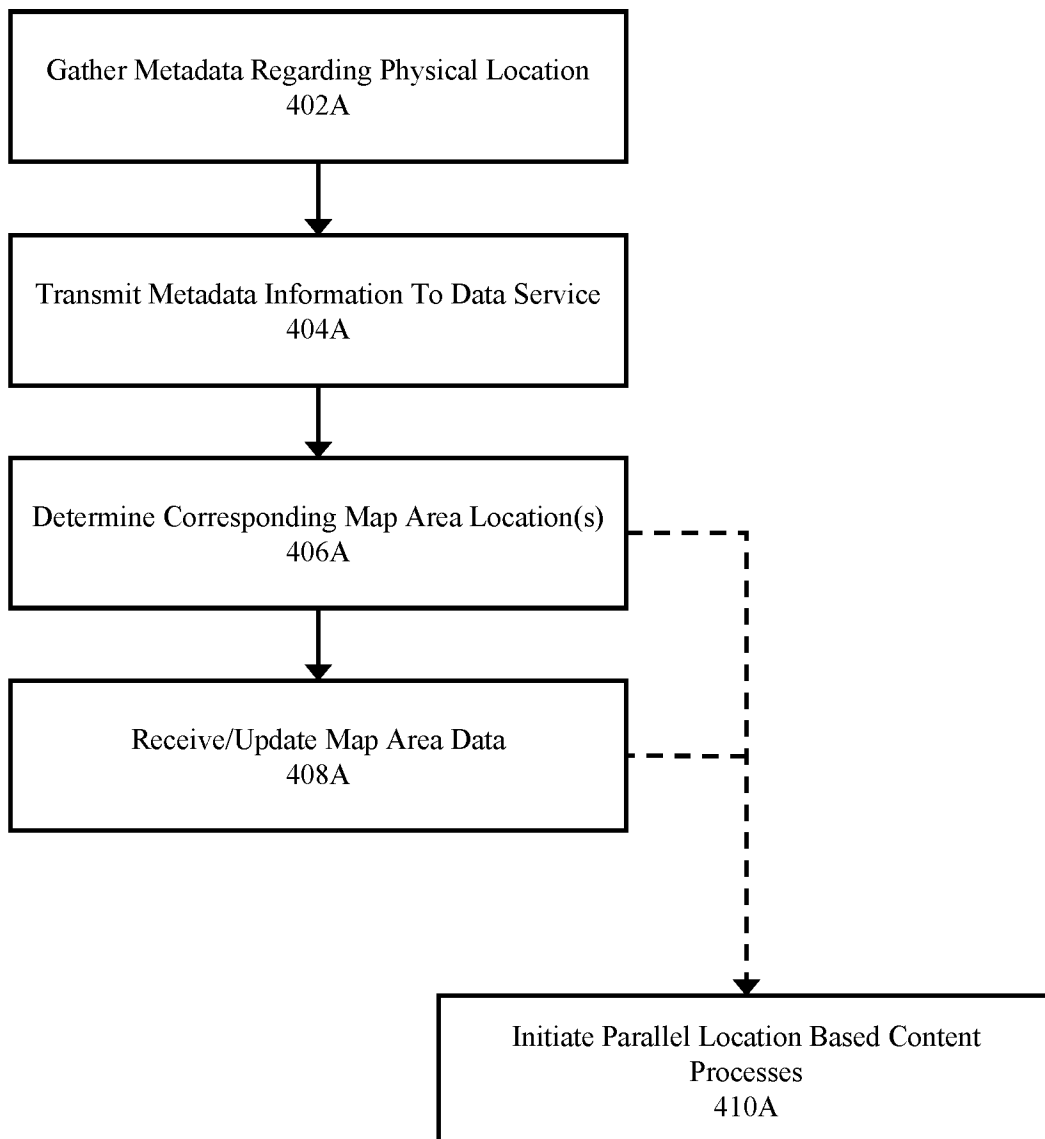 Gather Metadata Regarding Physical Location
402A
Transmit Metadata Information To Data Service
404A
Determine Corresponding Map Area Location(s)
406A
Receive/Update Map Area Data
408A
Initiate Parallel Location Based Content
Processes
410A